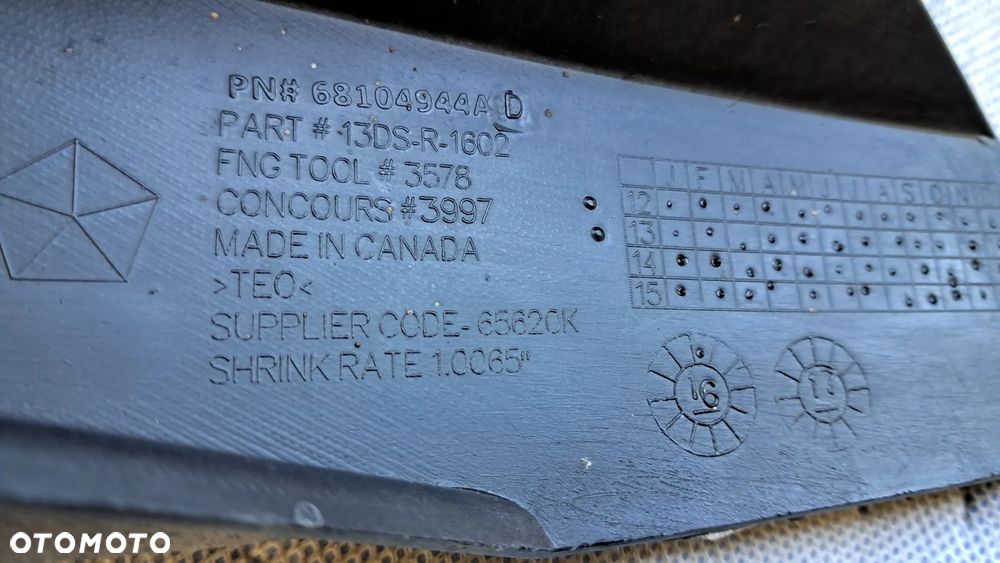 PN# 68104944A D
PART # 13DS-R-1602
FNG TOOL # 3578
CONCOURS #3997
MADE IN CANADA
>TEO<
SUPPLIER CODE- 65620K
SHRINK RATE 1.0065"
J F M A M J J A S O N
12
13
14
15
16
11
OTOMOTO